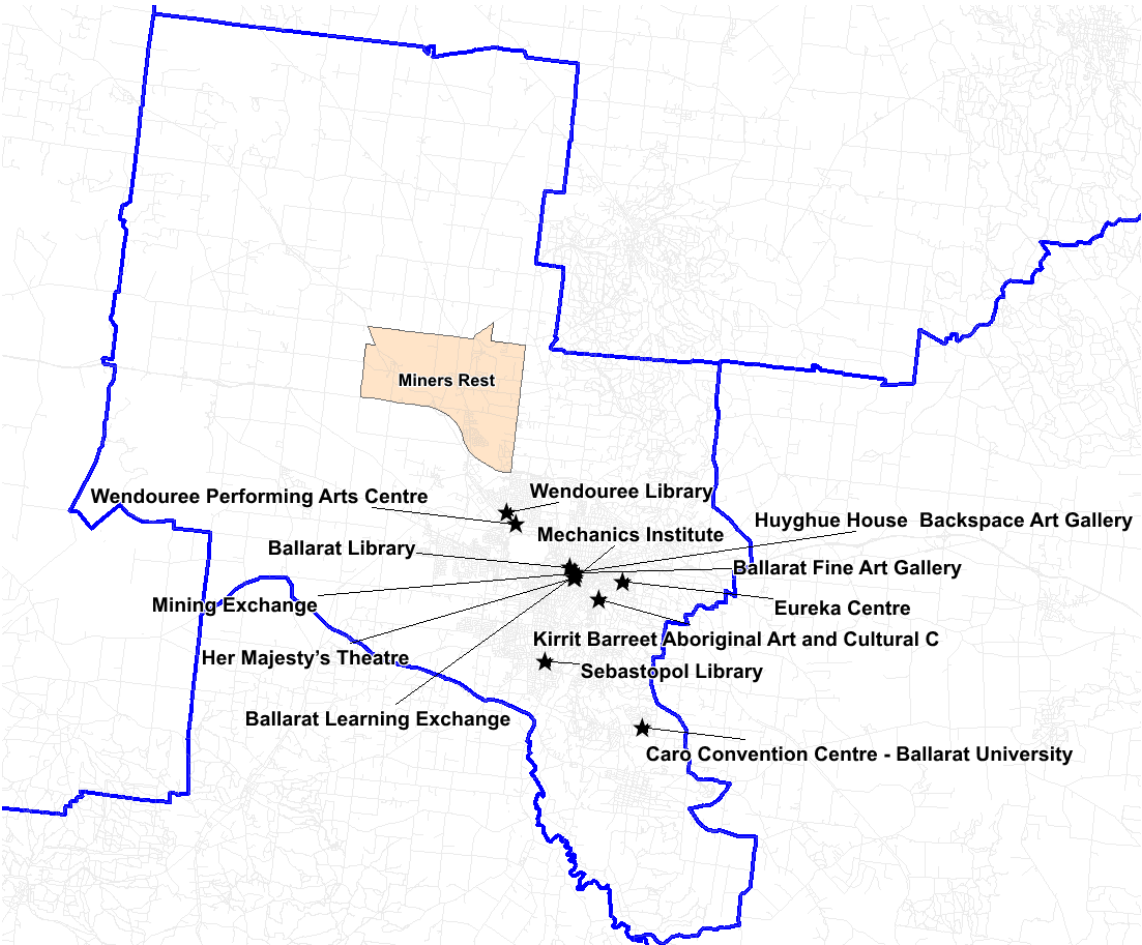 Miners Rest
Wendouree Library
Wendouree Performing Arts Centre
Huyghue House  Backspace Art Gallery
Mechanics Institute
Ballarat Library
Ballarat Fine Art Gallery
Mining Exchange
Eureka Centre
Kirrit Barreet Aboriginal Art and Cultural C
Her Majesty's Theatre
Sebastopol Library
Ballarat Learning Exchange
Caro Convention Centre - Ballarat University